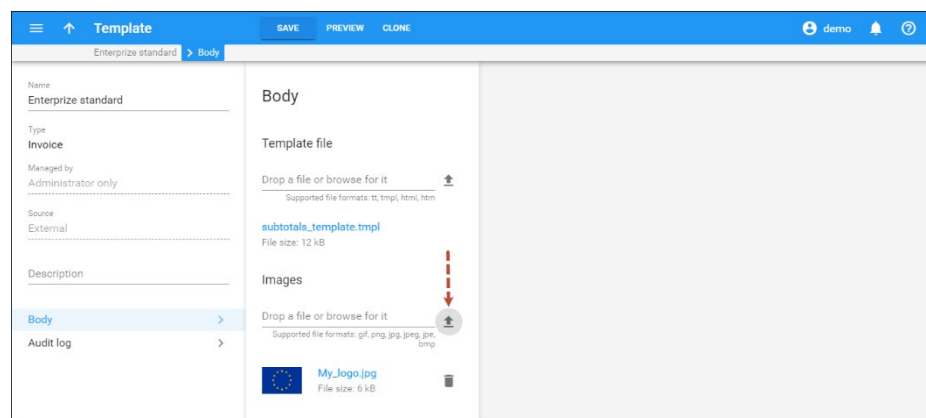 Template
SAVE PREVIEW CLONE
demo
Enterprize standard
Body
Name
Enterprize standard
Type
Invoice
Managed by
Administrator only
Source
External
Description
Body
Audit log
Body
Template file
Drop a file or browse for it
Supported file formats: tt, tmpl, html, htm
subtotals_template.tmpl
File size: 12 kB
Images
Drop a file or browse for it
Supported file formats: gif, png, jpg, jpeg, jpe,
bmp
My_logo.jpg
File size: 6 kB